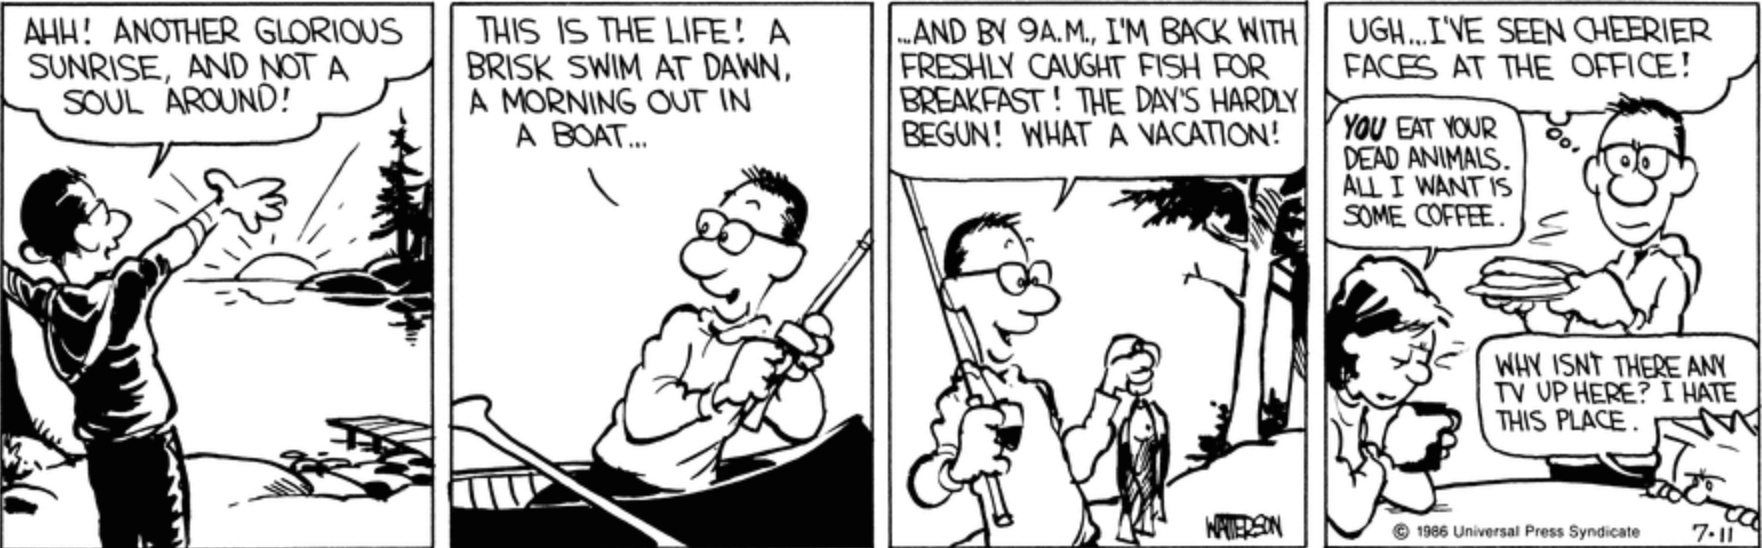 AHH! ANOTHER GLORIOUS
SUNRISE, AND NOT A
SOUL AROUND!
THIS IS THE LIFE! A
BRISK SWIM AT DAWN,
A MORNING OUT IN
A BOAT...
...AND BY 9 A.M., I'M BACK WITH
FRESHLY CAUGHT FISH FOR
BREAKFAST! THE DAY'S HARDLY
BEGUN! WHAT A VACATION!
WATTERSON
UGH...I'VE SEEN CHEERIER
FACES AT THE OFFICE!
YOU EAT YOUR
DEAD ANIMALS.
ALL I WANT IS
SOME COFFEE.
WHY ISN'T THERE ANY
TV UP HERE? I HATE
THIS PLACE.
© 1986 Universal Press Syndicate
7-11